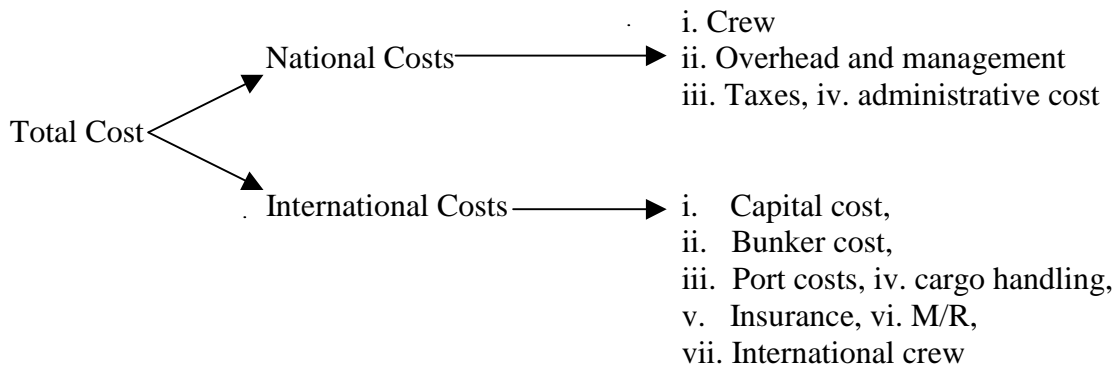 i. Crew
National Costs
ii. Overhead and management
iii. Taxes, iv. administrative cost
Total Cost
International Costs
i. Capital cost,
ii. Bunker cost,
iii. Port costs, iv. cargo handling,
v. Insurance, vi. M/R,
vii. International crew